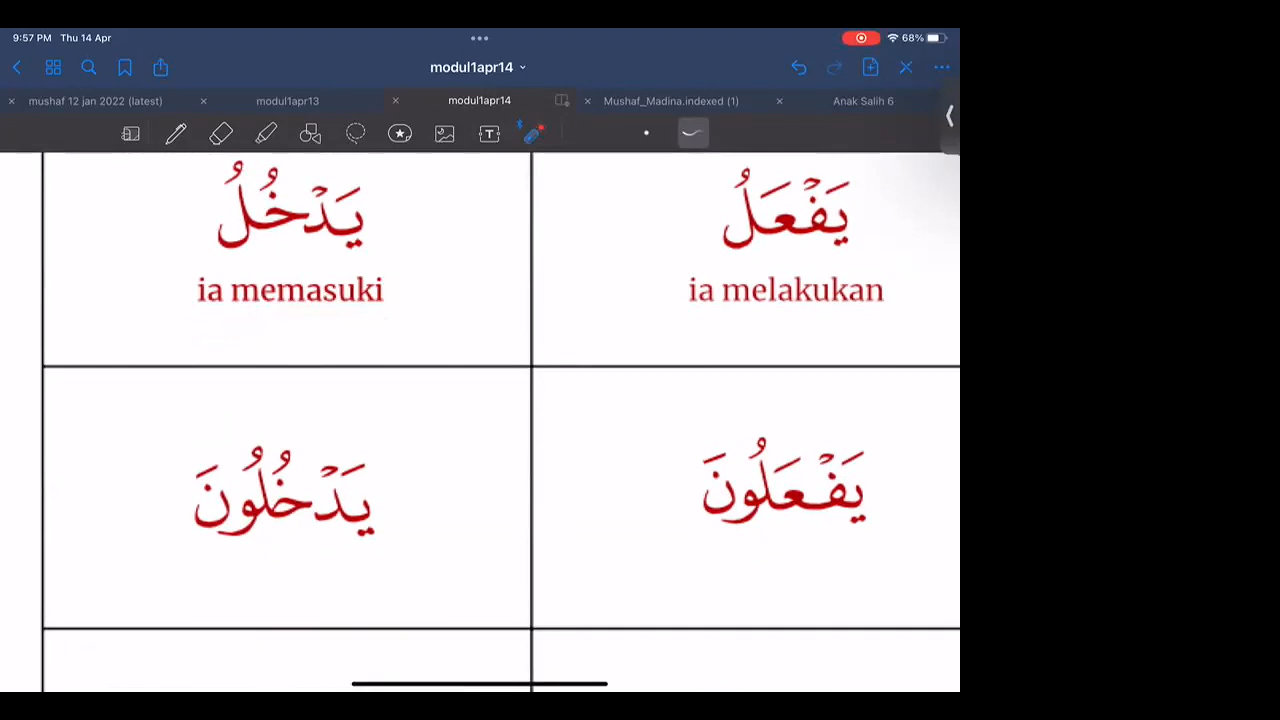 9:57 PM Thu 14 Apr
68%
modul1apr14
mushaf 12 jan 2022 (latest)
modul1apr13
modul1apr14
Mushaf_Madina.indexed (1)
Anak Salih 6
يَفْعَلُ
يَدْخُلُ
ia melakukan
ia memasuki
يَفْعَلُونَ
يَدْخُلُونَ